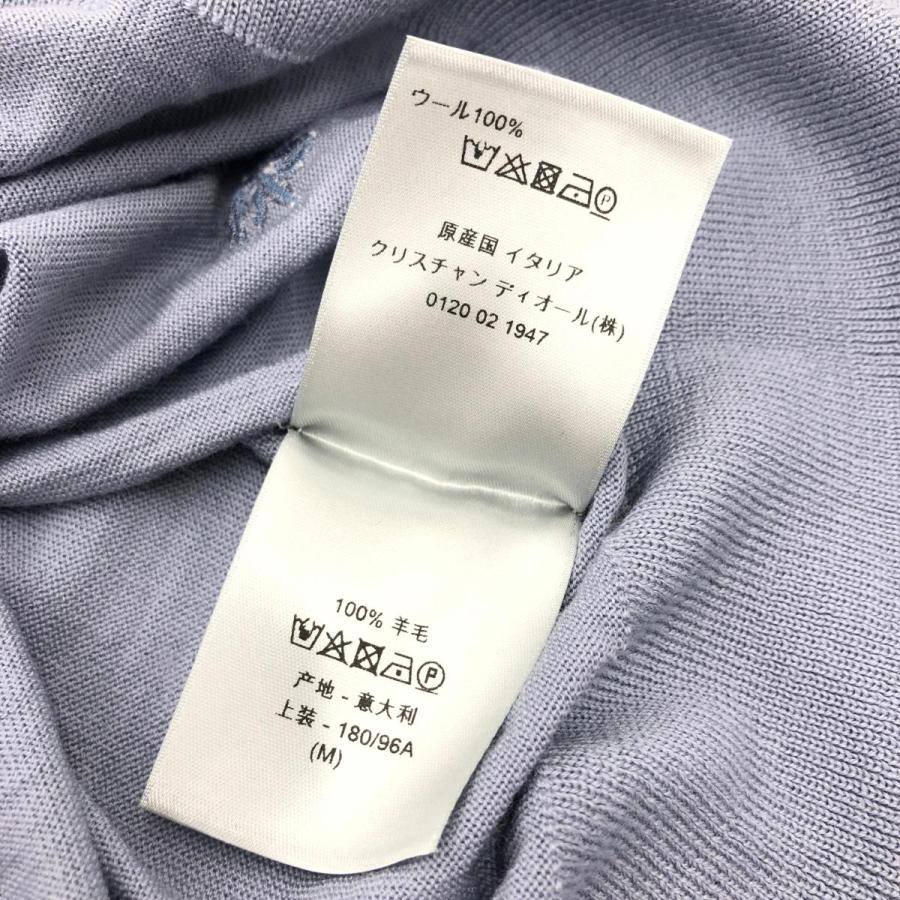 ウール100%
P
原産国 イタリア
クリスチャン ディオール(株)
0120 02 1947
100% 羊毛
P
产地 - 意大利
上装 - 180/96A
(M)